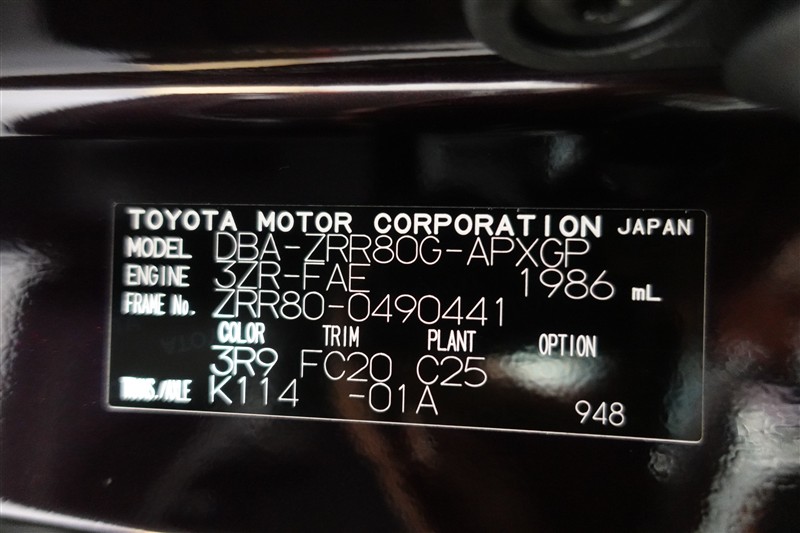 TOYOTA MOTOR CORPORATION JAPAN
MODEL DBA-ZRR80G-APXGP
ENGINE 3ZR-FAE 1986 mL
FRAME No. ZRR80-0490441
COLOR TRIM PLANT OPTION
3R9 FC20 C25
TRANS./AXLE K114 -01A
948